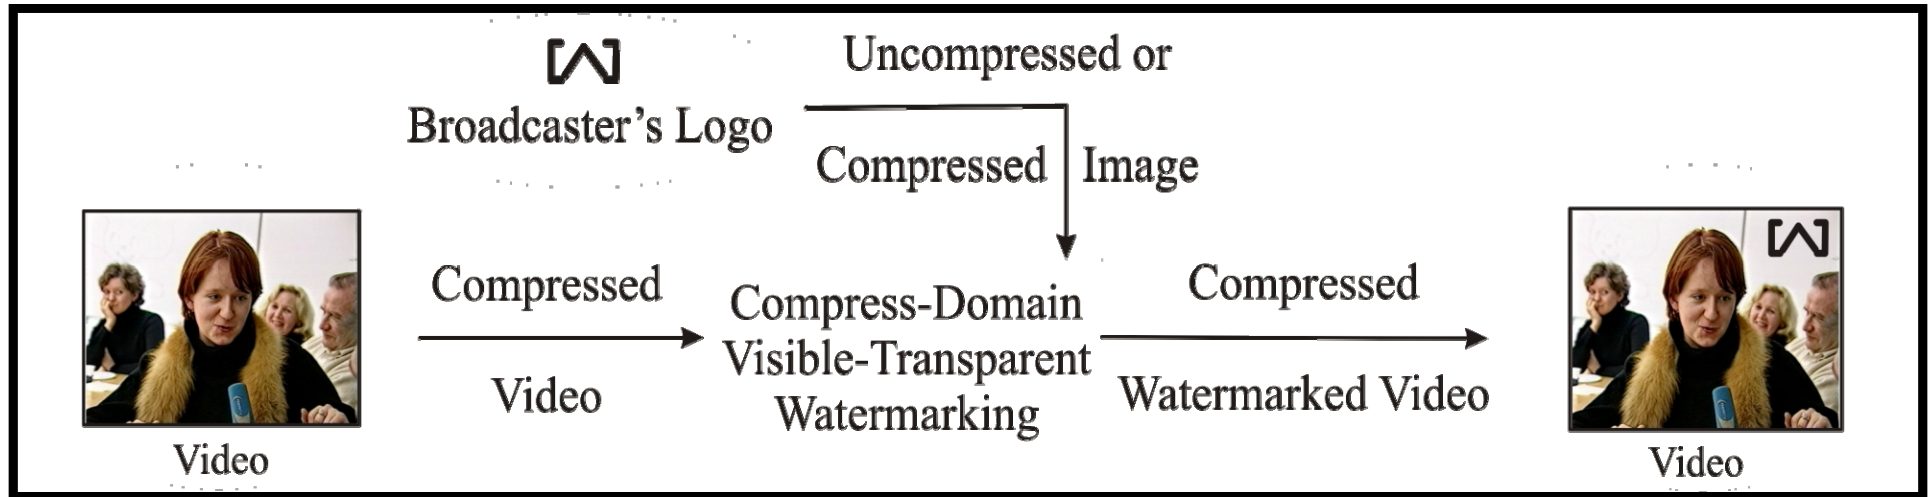 Broadcaster’s Logo
Uncompressed or
Compressed Image
Video
Compressed
Video
Compress-Domain
Visible-Transparent
Watermarking
Compressed
Watermarked Video
Video